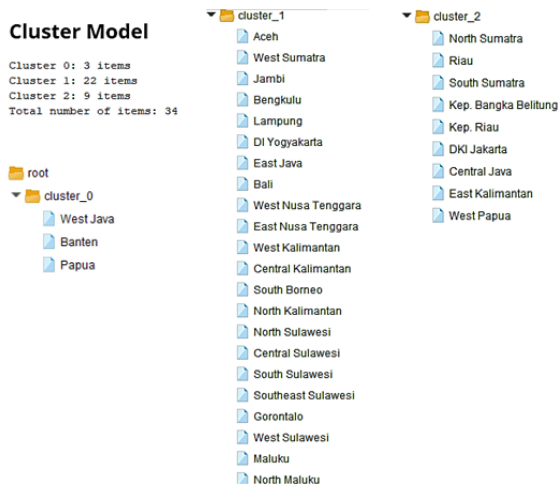 Cluster Model
Cluster 0: 3 items
Cluster 1: 22 items
Cluster 2: 9 items
Total number of items: 34
root
cluster_0
West Java
Banten
Papua
cluster_1
Aceh
West Sumatra
Jambi
Bengkulu
Lampung
DI Yogyakarta
East Java
Bali
West Nusa Tenggara
East Nusa Tenggara
West Kalimantan
Central Kalimantan
South Borneo
North Kalimantan
North Sulawesi
Central Sulawesi
South Sulawesi
Southeast Sulawesi
Gorontalo
West Sulawesi
Maluku
North Maluku
cluster_2
North Sumatra
Riau
South Sumatra
Kep. Bangka Belitung
Kep. Riau
DKI Jakarta
Central Java
East Kalimantan
West Papua